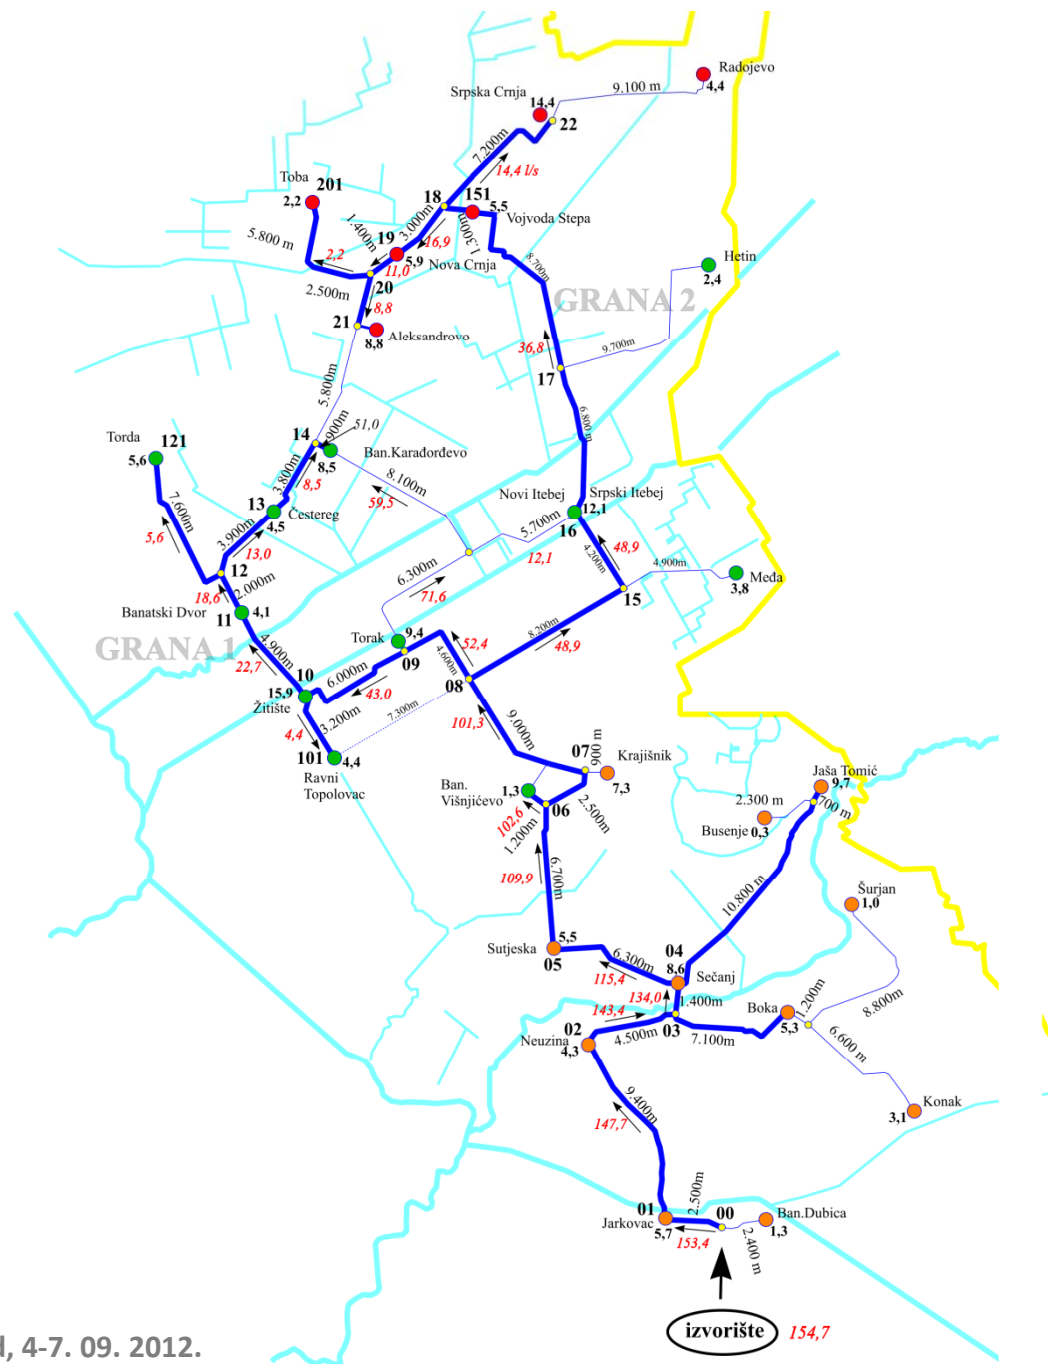 Radojevo
4,4
9.100 m
Srpska Crnja
14,4
22
7.200m
14,4 l/s
Toba
201
2,2
18
151
5,5
Vojvoda Stepa
1.300m
3.000m
16,9
1.400m
19
5,9
Nova Crnja
11,0
5.800 m
2,2
2.500m
20
8,8
21
8,8
Aleksandrovo
8.700m
Hetin
2,4
GRANA 2
36,8
9.700m
17
5.800m
6.800 m
51,0
900m
14
8,5
Ban.Karađorđevo
Torda
121
5,6
3.800m
8,5
8.100m
59,5
7.600m
5,6
13
4,5
Čestereg
3.900m
13,0
Novi Itebej
Srpski Itebej
12,1
16
5.700m
12,1
48,9
4.200m
4.900m
Međa
3,8
15
12
18,6
2.000m
6.300m
71,6
Banatski Dvor
11
4,1
GRANA 1
Torak
9,4
09
52,4
4.600m
8.200m
48,9
4.900m
22,7
10
15,9
Žitište
6.000m
43,0
08
7.300m
3.200m
4,4
101
4,4
Ravni
Topolovac
101,3
9.000m
07
900 m
Krajišnik
7,3
Ban.
Višnjićevo
1,3
102,6
06
2.500m
1.200m
Jaša Tomić
9,7
2.300 m
700 m
Busenje
0,3
109,9
6.700m
10.800 m
Šurjan
1,0
Sutjeska
5,5
05
6.300m
115,4
04
8,6
Sečanj
134,0
1.400m
143,4
4.500m
03
7.100m
Boka
5,3
1.200m
8.800m
6.600 m
02
Neuzina
4,3
Konak
3,1
9.400m
147,7
2.500m
01
Jarkovac
5,7
153,4
00
Ban.Dubica
1,3
2.400 m
izvorište
154,7
d, 4-7. 09. 2012.